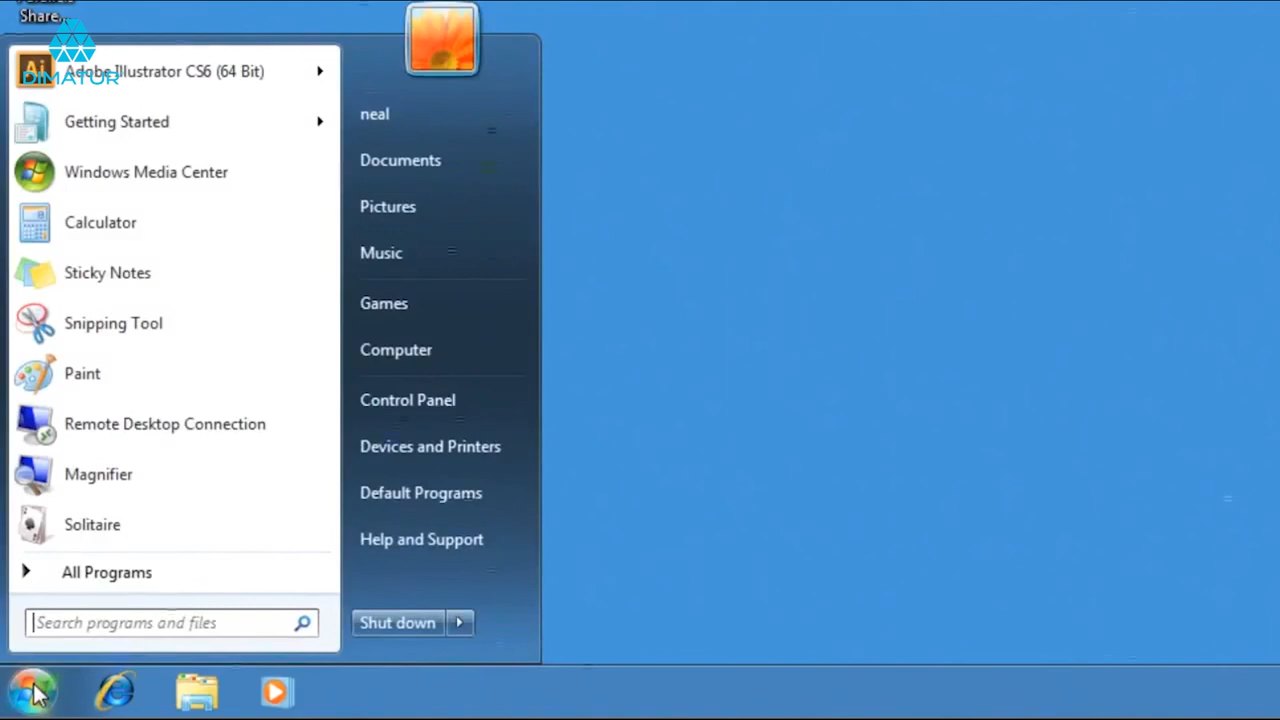 Share...
DIMATUR
Ai
Adobe Illustrator CS6 (64 Bit)
Getting Started
Windows Media Center
Calculator
Sticky Notes
Snipping Tool
Paint
Remote Desktop Connection
Magnifier
Solitaire
All Programs
Search programs and files
neal
Documents
Pictures
Music
Games
Computer
Control Panel
Devices and Printers
Default Programs
Help and Support
Shut down